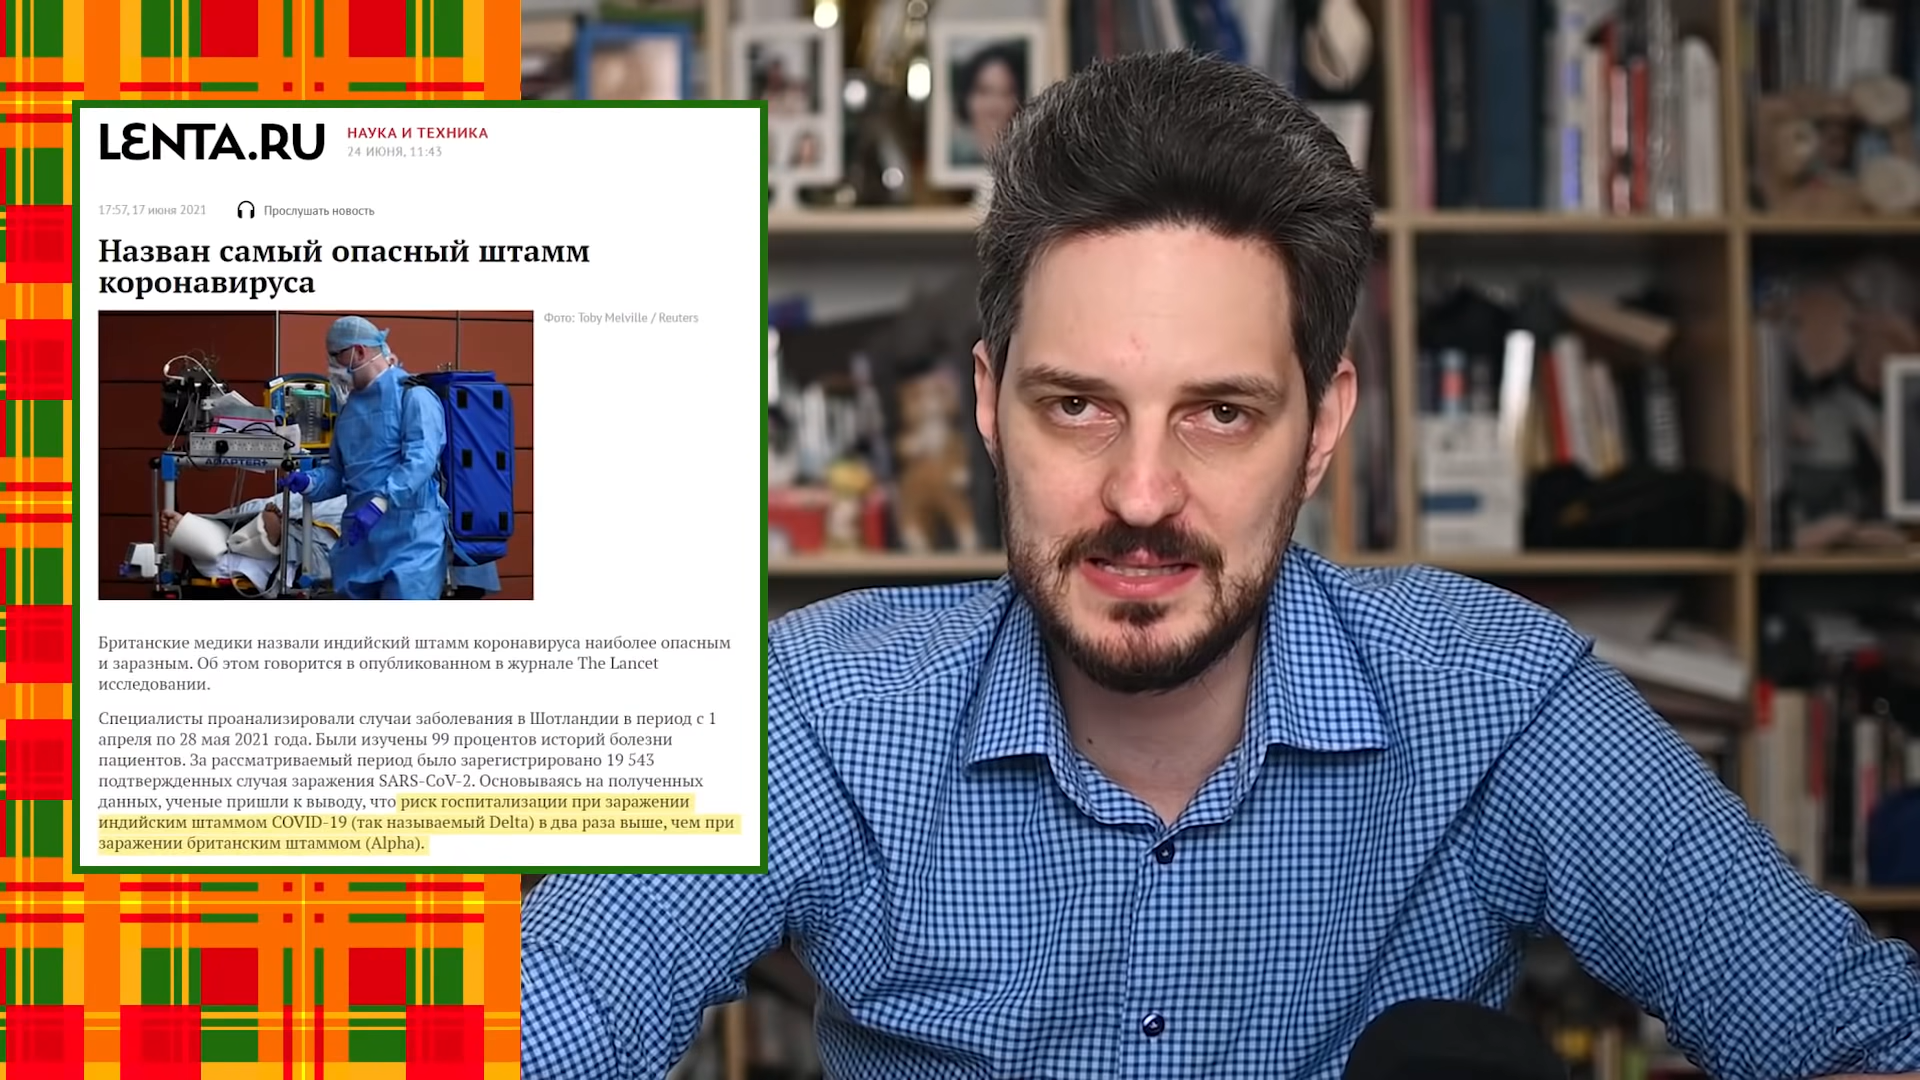 LENTA.RU
НАУКА И ТЕХНИКА
24 ИЮНЯ, 11:43
17:57, 17 июня 2021
Прослушать новость
Назван самый опасный штамм
коронавируса
Фото: Toby Melville / Reuters
ADAPTER+
Британские медики назвали индийский штамм коронавируса наиболее опасным
и заразным. Об этом говорится в опубликованном в журнале The Lancet
исследовании.
Специалисты проанализировали случаи заболевания в Шотландии в период с 1
апреля по 28 мая 2021 года. Были изучены 99 процентов историй болезни
пациентов. За рассматриваемый период было зарегистрировано 19 543
подтвержденных случая заражения SARS-CoV-2. Основываясь на полученных
данных, ученые пришли к выводу, что риск госпитализации при заражении
индийским штаммом COVID-19 (так называемый Delta) в два раза выше, чем при
заражении британским штаммом (Alpha).